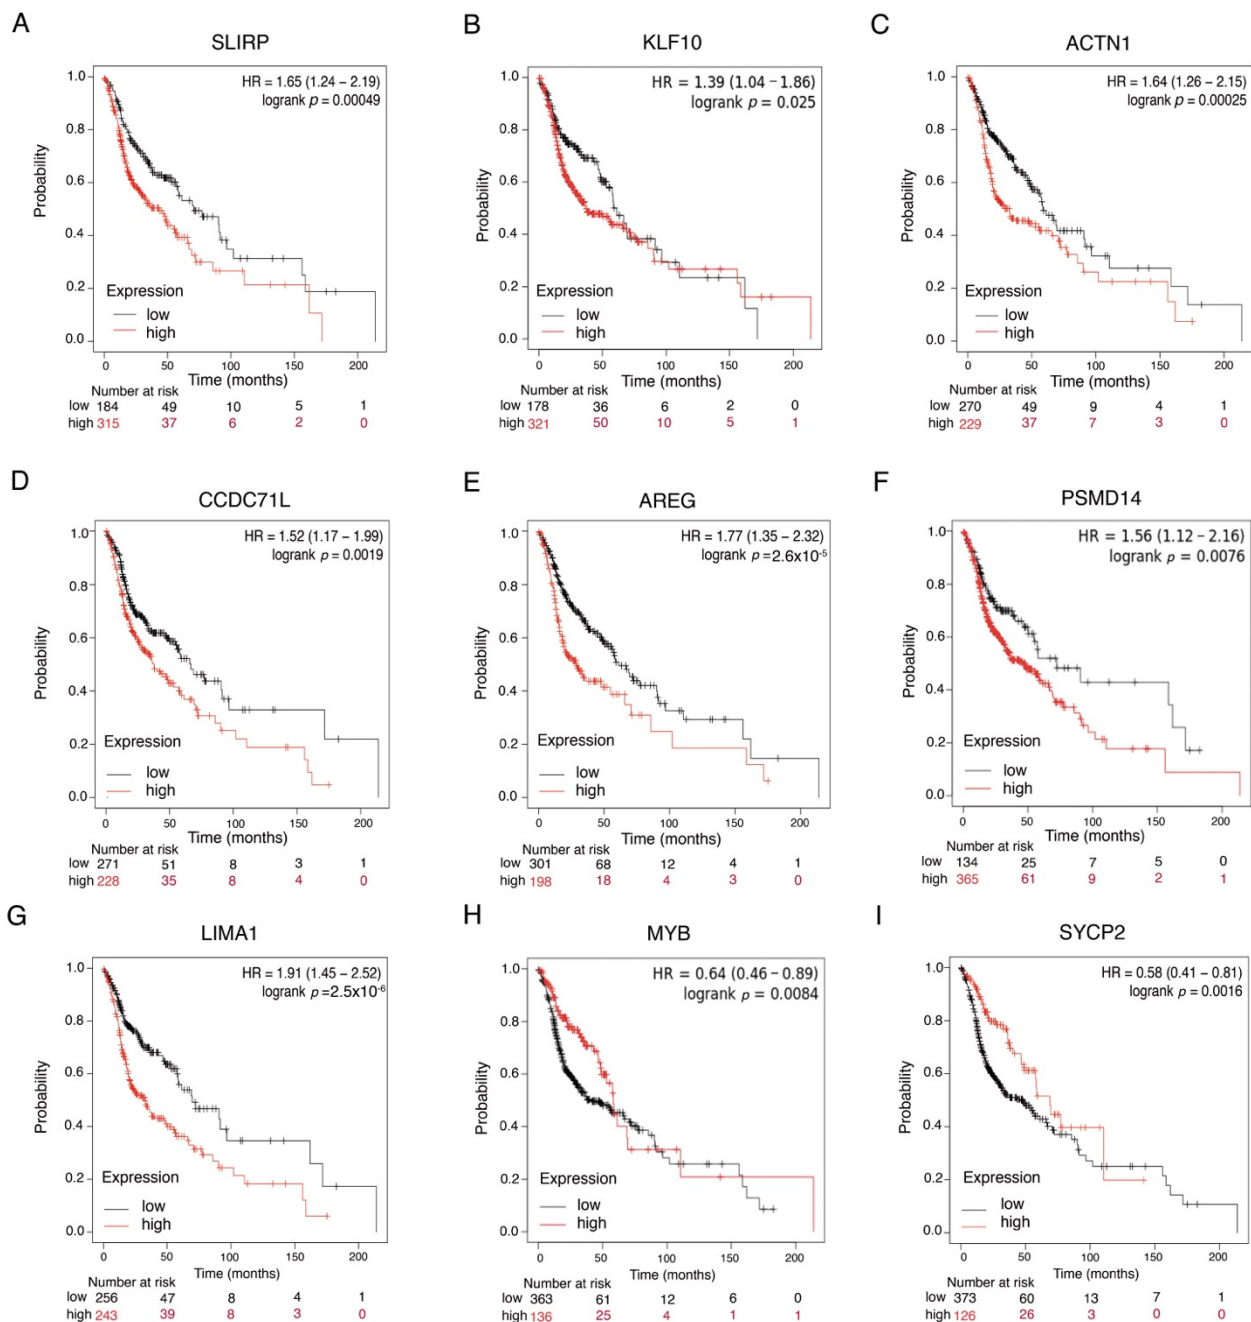 A
SLIRP
HR = 1.65 (1.24 – 2.19)
logrank p = 0.00049
Probability
1.0
0.8
0.6
0.4
0.2
0.0
Expression
low
high
0 50 100 150 200
Time (months)
Number at risk
low 184 49 10 5 1
high 315 37 6 2 0
B
KLF10
HR = 1.39 (1.04 – 1.86)
logrank p = 0.025
Probability
1.0
0.8
0.6
0.4
0.2
0.0
Expression
low
high
0 50 100 150 200
Time (months)
Number at risk
low 178 36 6 2 0
high 321 50 10 5 1
C
ACTN1
HR = 1.64 (1.26 – 2.15)
logrank p = 0.00025
Probability
1.0
0.8
0.6
0.4
0.2
0.0
Expression
low
high
0 50 100 150 200
Time (months)
Number at risk
low 270 49 9 4 1
high 229 37 7 3 0
D
CCDC71L
HR = 1.52 (1.17 – 1.99)
logrank p = 0.0019
Probability
1.0
0.8
0.6
0.4
0.2
0.0
Expression
low
high
0 50 100 150 200
Time (months)
Number at risk
low 271 51 8 3 1
high 228 35 8 4 0
E
AREG
HR = 1.77 (1.35 – 2.32)
logrank p =2.6x10⁻⁵
Probability
1.0
0.8
0.6
0.4
0.2
0.0
Expression
low
high
0 50 100 150 200
Time (months)
Number at risk
low 301 68 12 4 1
high 198 18 4 3 0
F
PSMD14
HR = 1.56 (1.12 – 2.16)
logrank p = 0.0076
Probability
1.0
0.8
0.6
0.4
0.2
0.0
Expression
low
high
0 50 100 150 200
Time (months)
Number at risk
low 134 25 7 5 0
high 365 61 9 2 1
G
LIMA1
HR = 1.91 (1.45 – 2.52)
logrank p =2.5x10⁻⁶
Probability
1.0
0.8
0.6
0.4
0.2
0.0
Expression
low
high
0 50 100 150 200
Time (months)
Number at risk
low 256 47 8 4 1
high 243 39 8 3 0
H
MYB
HR = 0.64 (0.46 – 0.89)
logrank p = 0.0084
Probability
1.0
0.8
0.6
0.4
0.2
0.0
Expression
low
high
0 50 100 150 200
Time (months)
Number at risk
low 363 61 12 6 0
high 136 25 4 1 1
I
SYCP2
HR = 0.58 (0.41 – 0.81)
logrank p = 0.0016
Probability
1.0
0.8
0.6
0.4
0.2
0.0
Expression
low
high
0 50 100 150 200
Time (months)
Number at risk
low 373 60 13 7 1
high 126 26 3 0 0